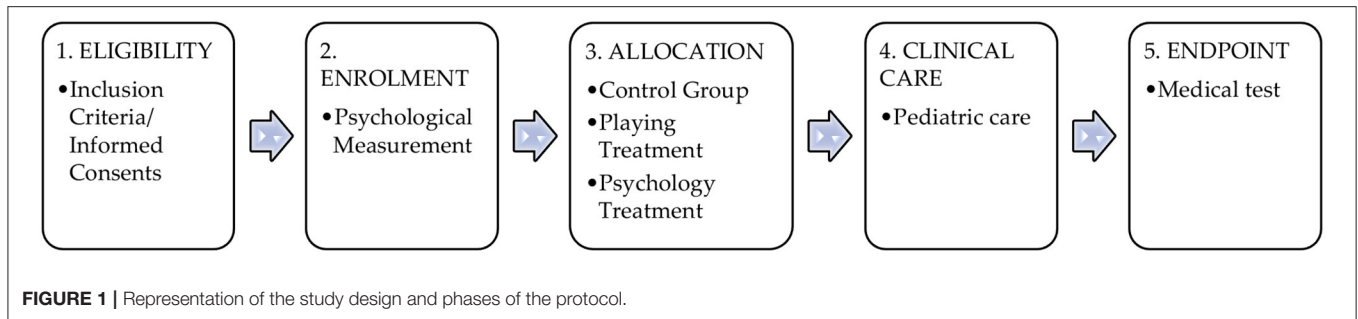 1. ELIGIBILITY
•Inclusion
Criteria/
Informed
Consents
2.
ENROLMENT
•Psychological
Measurement
3. ALLOCATION
•Control Group
•Playing
Treatment
•Psychology
Treatment
4. CLINICAL
CARE
•Pediatric care
5. ENDPOINT
•Medical test
FIGURE 1 | Representation of the study design and phases of the protocol.